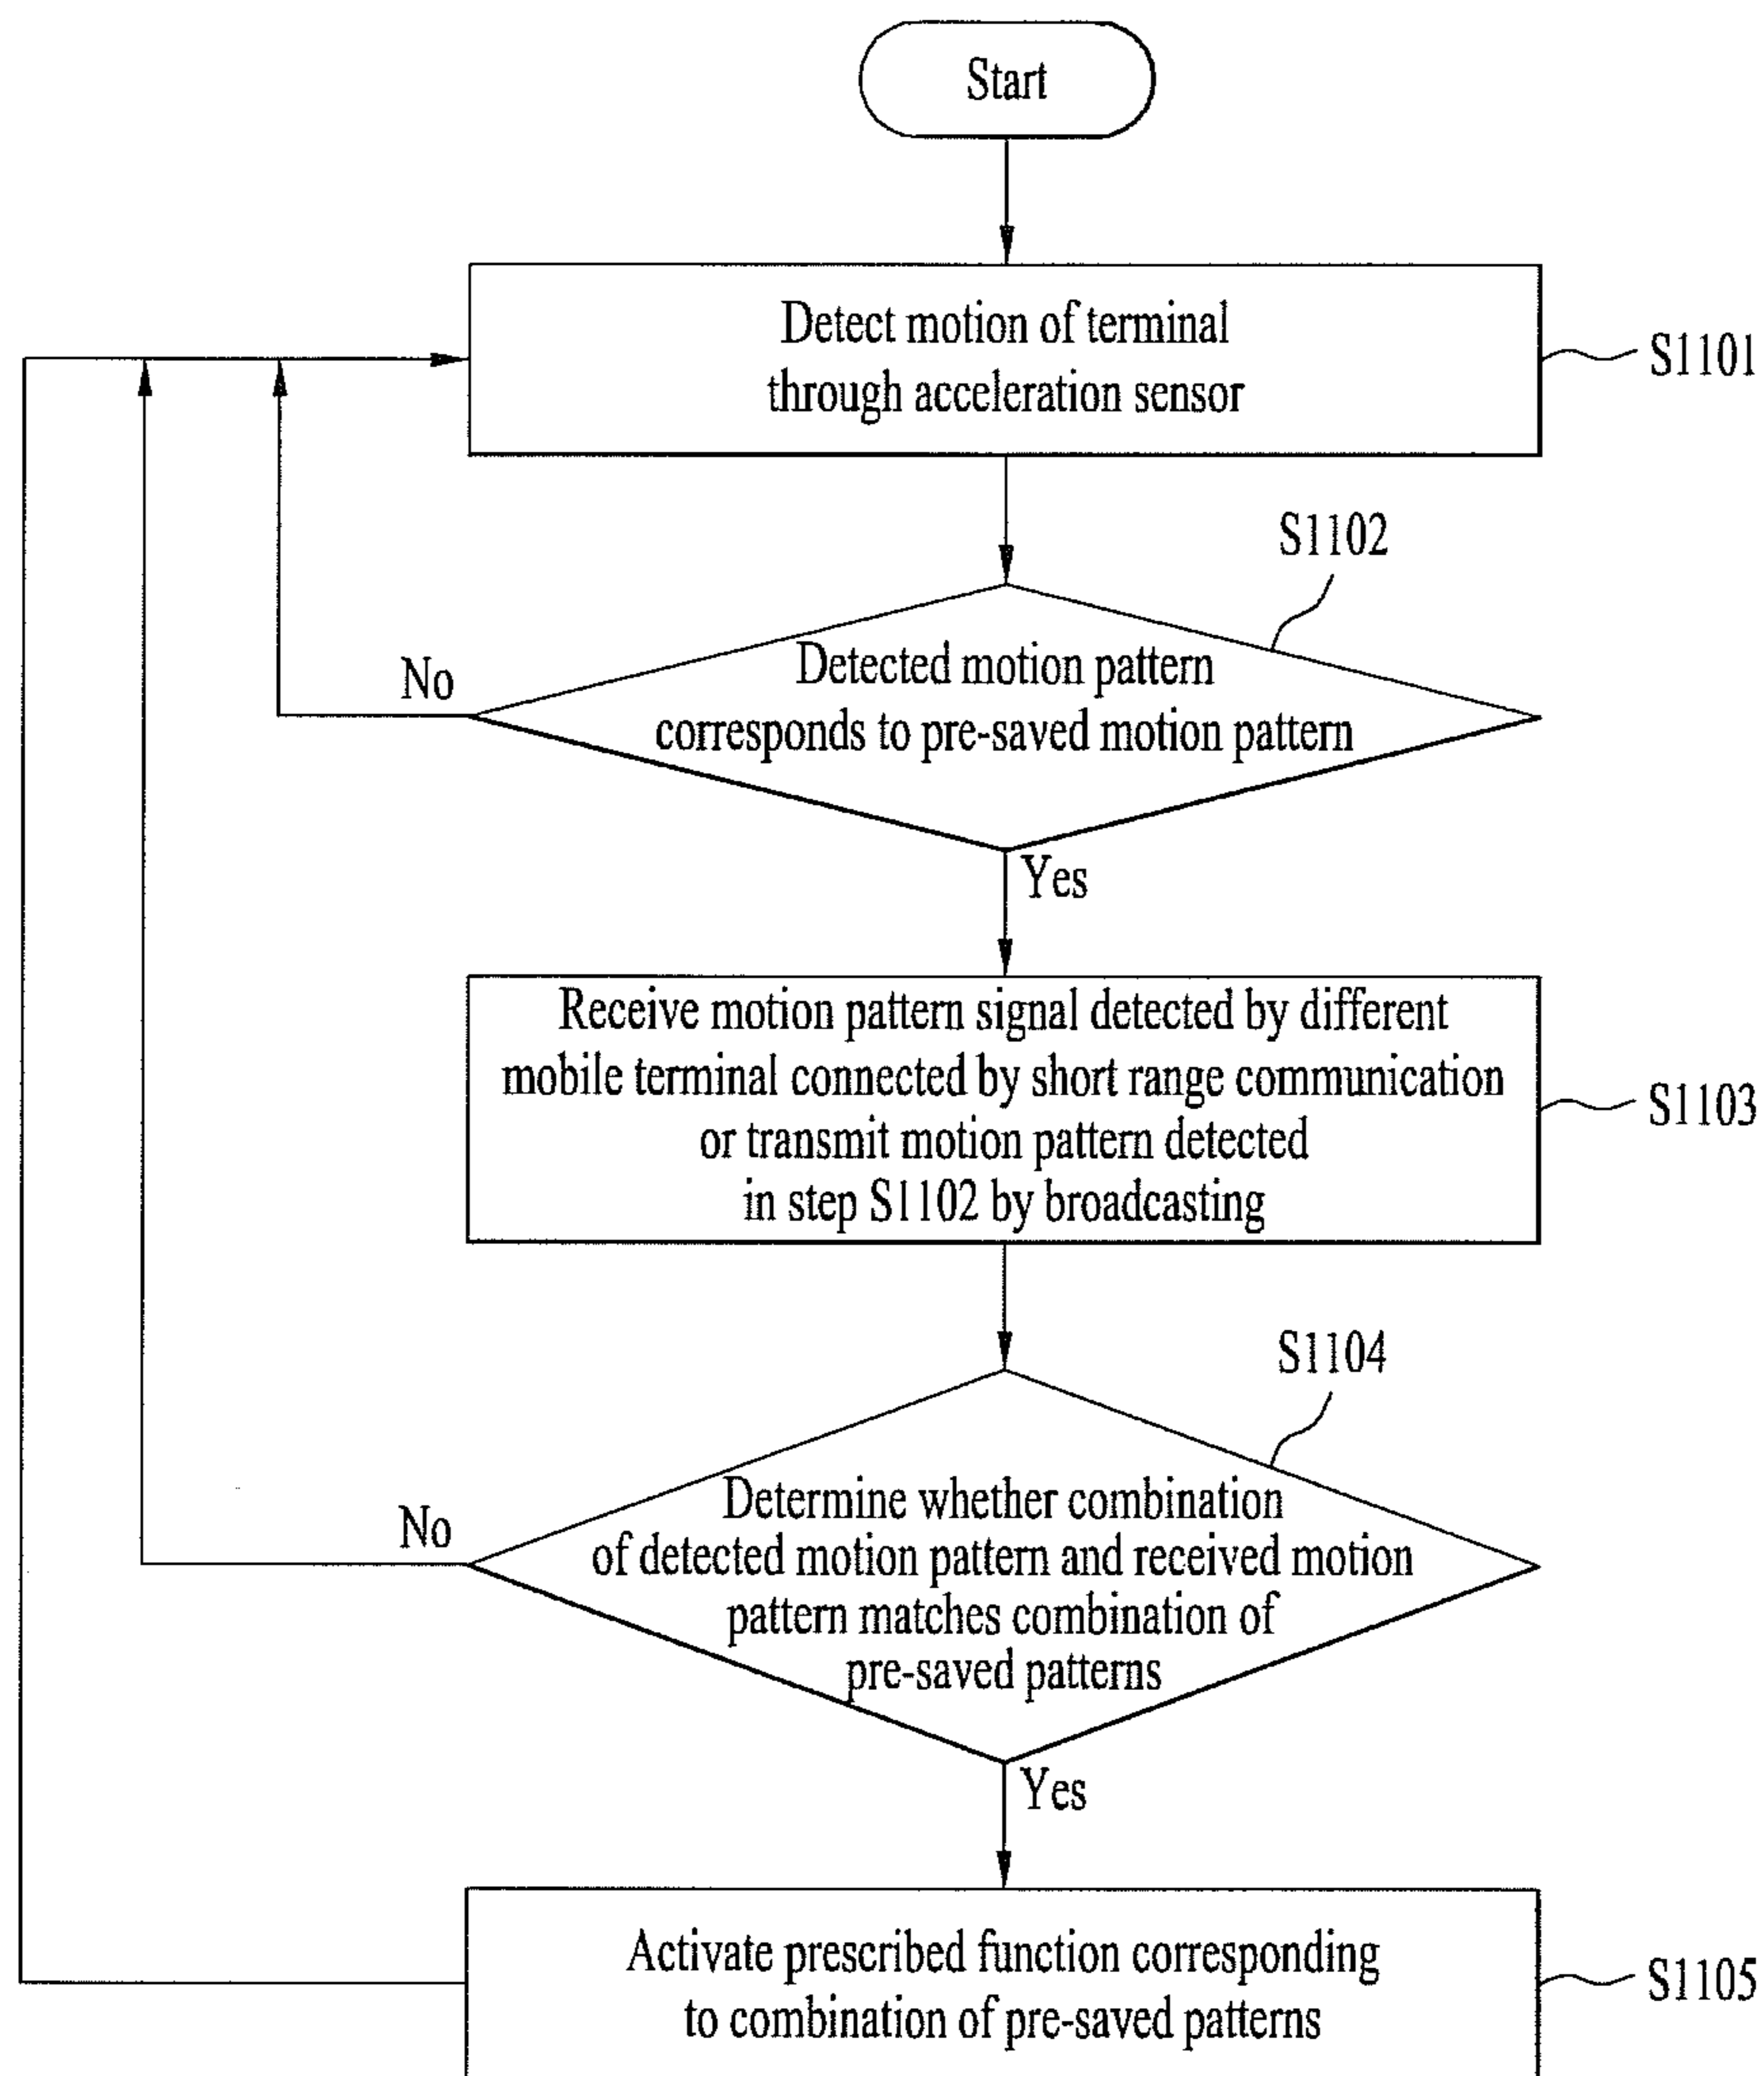 Start
Detect motion of terminal
through acceleration sensor
S1101
S1102
Detected motion pattern
corresponds to pre-saved motion pattern
No
Yes
Receive motion pattern signal detected by different
mobile terminal connected by short range communication
or transmit motion pattern detected
in step S1102 by broadcasting
S1103
S1104
Determine whether combination
of detected motion pattern and received motion
pattern matches combination of
pre-saved patterns
No
Yes
Activate prescribed function corresponding
to combination of pre-saved patterns
S1105